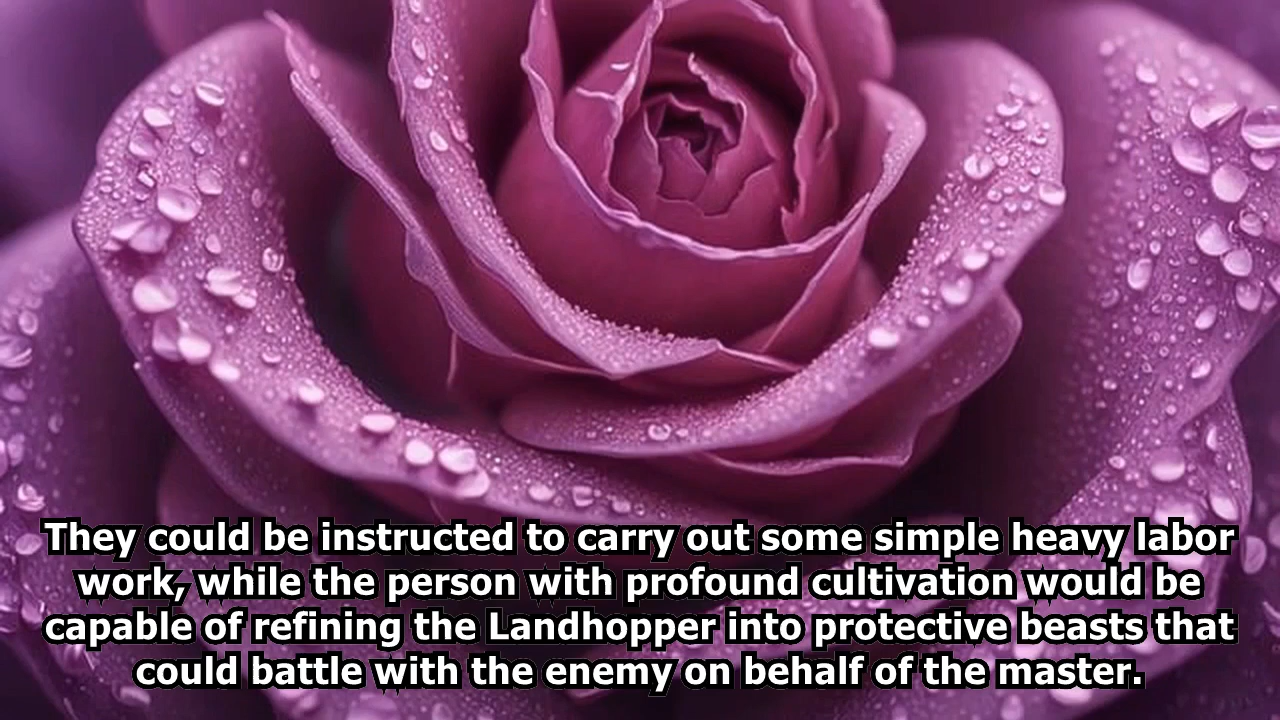 They could be instructed to carry out some simple heavy labor
work, while the person with profound cultivation would be
capable of refining the Landhopper into protective beasts that
could battle with the enemy on behalf of the master.